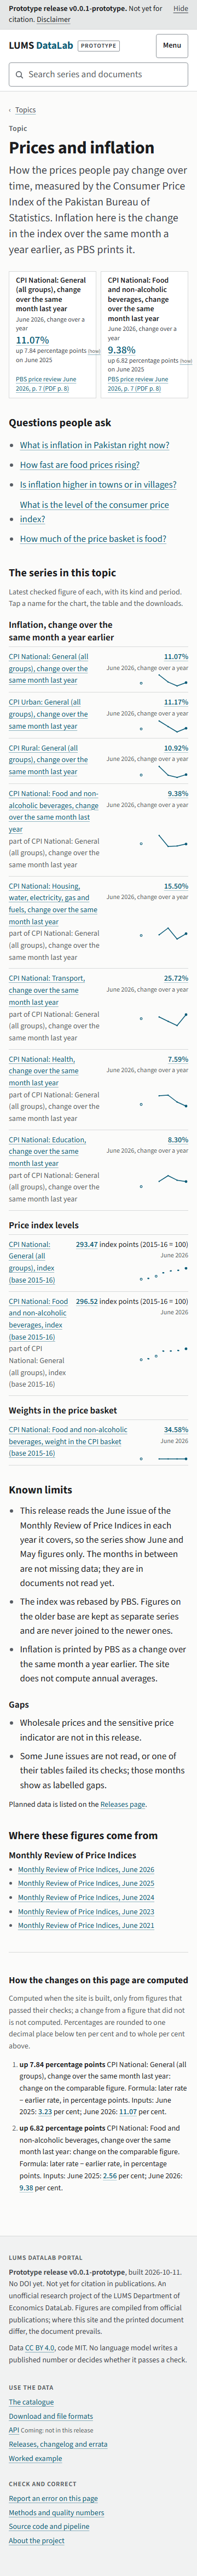 Prototype release v0.0.1-prototype. Not yet for Hide
citation. Disclaimer
LUMS DataLab PROTOTYPE Menu
Search series and documents
‹ Topics
Topic
Prices and inflation
How the prices people pay change over
time, measured by the Consumer Price
Index of the Pakistan Bureau of
Statistics. Inflation here is the change
in the index over the same month a
year earlier, as PBS prints it.
CPI National: General
(all groups), change
over the same
month last year
June 2026, change over a
year
11.07%
up 7.84 percentage points (how)
on June 2025
PBS price review June
2026, p. 7 (PDF p. 8)
CPI National: Food
and non-alcoholic
beverages, change
over the same
month last year
June 2026, change over a
year
9.38%
up 6.82 percentage points (how)
on June 2025
PBS price review June
2026, p. 7 (PDF p. 8)
Questions people ask
• What is inflation in Pakistan right now?
• How fast are food prices rising?
• Is inflation higher in towns or in villages?
• What is the level of the consumer price
index?
• How much of the price basket is food?
The series in this topic
Latest checked figure of each, with its kind and period.
Tap a name for the chart, the table and the downloads.
Inflation, change over the
same month a year earlier
CPI National: General (all
groups), change over the
same month last year
11.07%
June 2026, change over a year
CPI Urban: General (all
groups), change over the
same month last year
11.17%
June 2026, change over a year
CPI Rural: General (all
groups), change over the
same month last year
10.92%
June 2026, change over a year
CPI National: Food and non-
alcoholic beverages, change
over the same month last
year
part of CPI National: General
(all groups), change over the
same month last year
9.38%
June 2026, change over a year
CPI National: Housing,
water, electricity, gas and
fuels, change over the same
month last year
part of CPI National: General
(all groups), change over the
same month last year
15.50%
June 2026, change over a year
CPI National: Transport,
change over the same
month last year
part of CPI National: General
(all groups), change over the
same month last year
25.72%
June 2026, change over a year
CPI National: Health,
change over the same
month last year
part of CPI National: General
(all groups), change over the
same month last year
7.59%
June 2026, change over a year
CPI National: Education,
change over the same
month last year
part of CPI National: General
(all groups), change over the
same month last year
8.30%
June 2026, change over a year
Price index levels
CPI National:
General (all
groups), index
(base 2015-16)
293.47 index points (2015-16 = 100)
June 2026
CPI National: Food
and non-alcoholic
beverages, index
(base 2015-16)
part of CPI
National: General
(all groups), index
(base 2015-16)
296.52 index points (2015-16 = 100)
June 2026
Weights in the price basket
CPI National: Food and non-alcoholic
beverages, weight in the CPI basket
(base 2015-16)
34.58%
June 2026
Known limits
• This release reads the June issue of the
Monthly Review of Price Indices in each
year it covers, so the series show June and
May figures only. The months in between
are not missing data; they are in
documents not read yet.
• The index was rebased by PBS. Figures on
the older base are kept as separate series
and are never joined to the newer ones.
• Inflation is printed by PBS as a change over
the same month a year earlier. The site
does not compute annual averages.
Gaps
• Wholesale prices and the sensitive price
indicator are not in this release.
• Some June issues are not read, or one of
their tables failed its checks; those months
show as labelled gaps.
Planned data is listed on the Releases page.
Where these figures come from
Monthly Review of Price Indices
• Monthly Review of Price Indices, June 2026
• Monthly Review of Price Indices, June 2025
• Monthly Review of Price Indices, June 2024
• Monthly Review of Price Indices, June 2023
• Monthly Review of Price Indices, June 2021
How the changes on this page are computed
Computed when the site is built, only from figures that
passed their checks; a change from a figure that did not
is not computed. Percentages are rounded to one
decimal place below ten per cent and to whole per cent
above.
1. up 7.84 percentage points CPI National: General (all
groups), change over the same month last year:
change on the comparable figure. Formula: later rate
− earlier rate, in percentage points. Inputs: June
2025: 3.23 per cent; June 2026: 11.07 per cent.
2. up 6.82 percentage points CPI National: Food and
non-alcoholic beverages, change over the same
month last year: change on the comparable figure.
Formula: later rate − earlier rate, in percentage
points. Inputs: June 2025: 2.56 per cent; June 2026:
9.38 per cent.
LUMS DATALAB PORTAL
Prototype release v0.0.1-prototype, built 2026-10-11.
No DOI yet. Not yet for citation in publications. An
unofficial research project of the LUMS Department of
Economics DataLab. Figures are compiled from official
publications; where this site and the printed document
differ, the document prevails.
Data CC BY 4.0, code MIT. No language model writes a
published number or decides whether it passes a check.
USE THE DATA
The catalogue
Download and file formats
API Coming: not in this release
Releases, changelog and errata
Worked example
CHECK AND CORRECT
Report an error on this page
Methods and quality numbers
Source code and pipeline
About the project